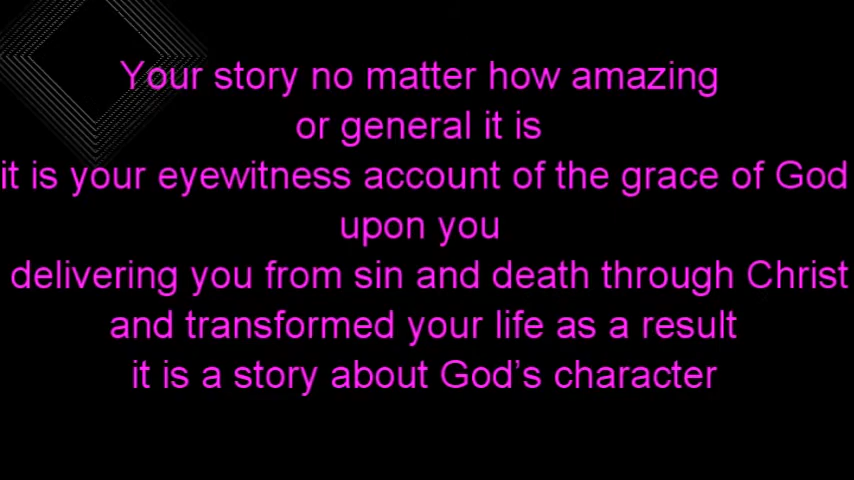 Your story no matter how amazing
or general it is
it is your eyewitness account of the grace of God
upon you
delivering you from sin and death through Christ
and transformed your life as a result
it is a story about God’s character